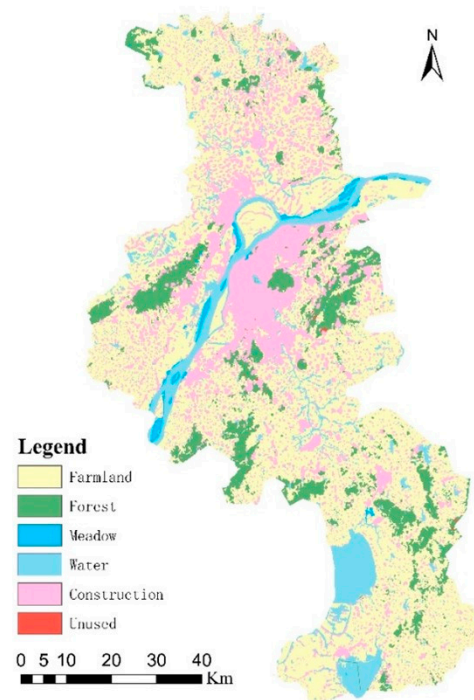 N
Legend
Farmland
Forest
Meadow
Water
Construction
Unused
0 5 10 20 30 40
Km